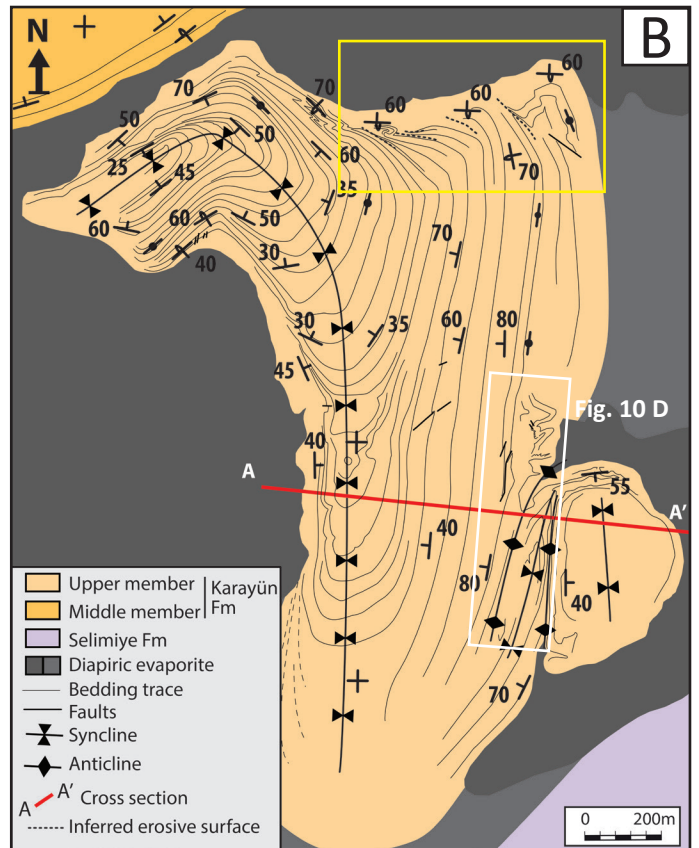 N
B
60
70
70
60
60
50
50
60
25
45
70
35
60
60
50
40
30
70
30
35
60
80
45
Fig. 10 D
40
A
55
A'
40
80
40
70
Upper member
Karayün
Fm
Middle member
Selimiye Fm
Diapiric evaporite
Bedding trace
Faults
Syncline
Anticline
A A' Cross section
Inferred erosive surface
0 200m